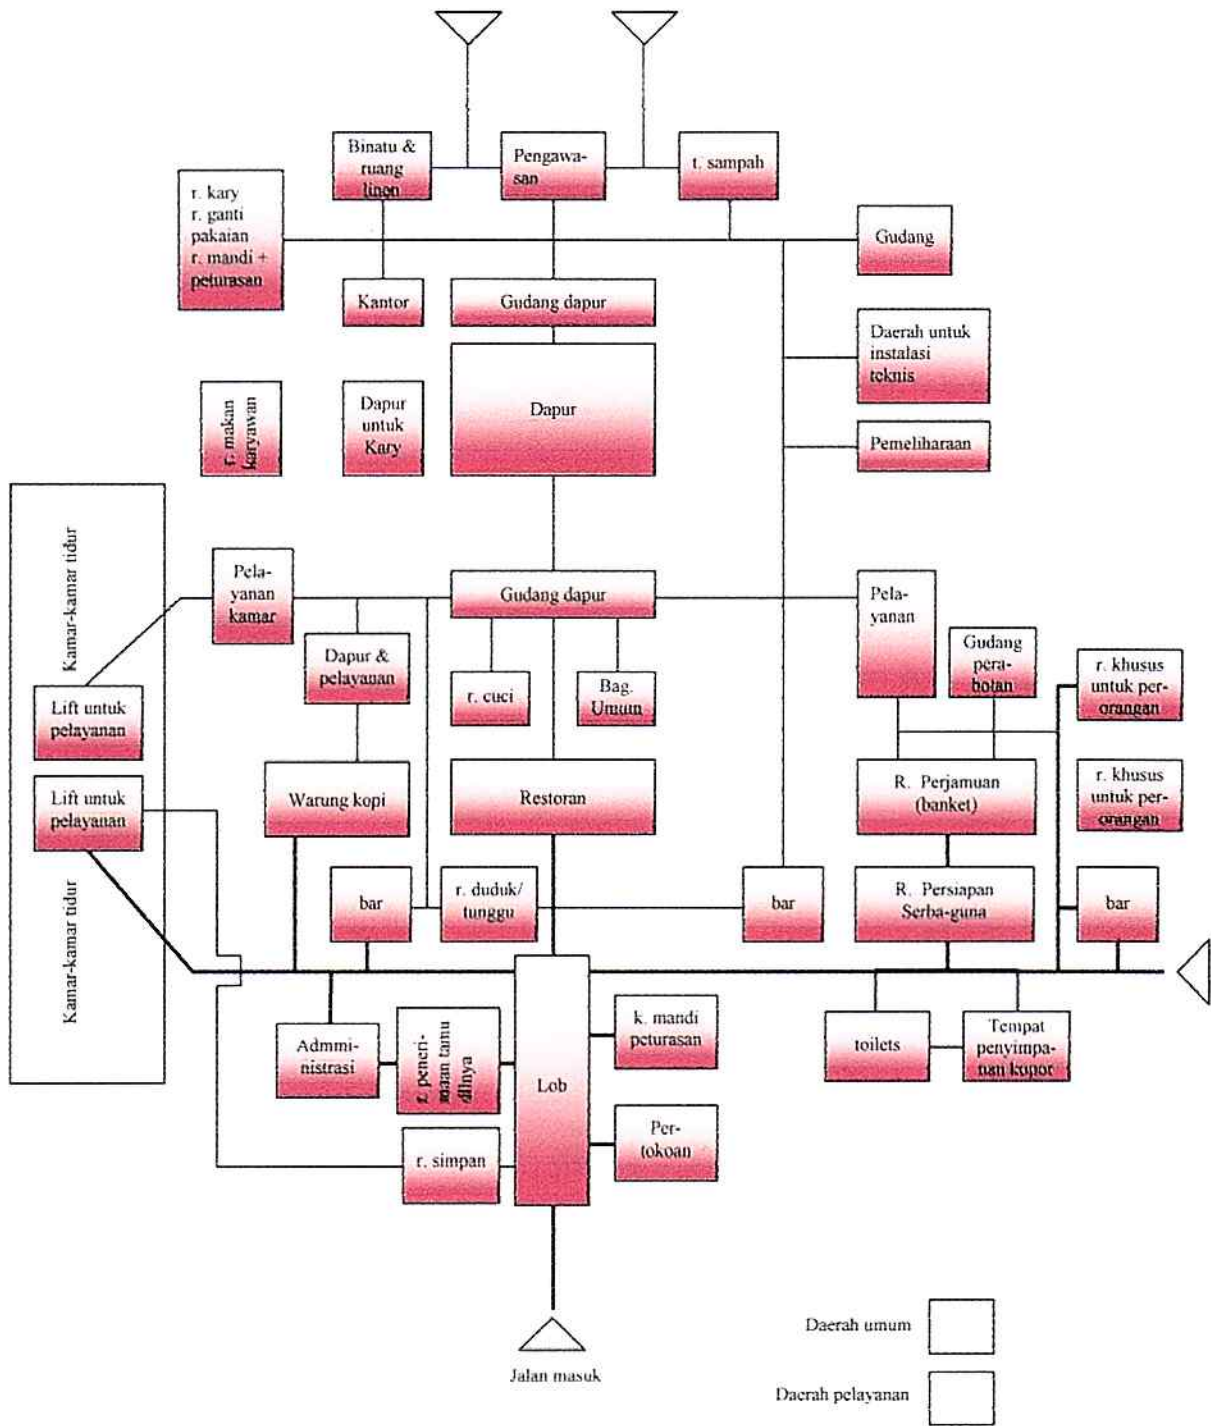 Binatu &
ruang
linen
Pengawa-
san
t. sampah
r. kary
r. ganti
pakaian
r. mandi +
peturasan
Gudang
Kantor
Gudang dapur
Daerah untuk
instalasi
teknis
Dapur
r. makan
karyawan
Dapur
untuk
Kary
Pemeliharaan
Kamar-kamar tidur
Pela-
yanan
kamar
Gudang dapur
Pela-
yanan
Dapur &
pelayanan
Gudang
pera-
botan
r. khusus
untuk per-
orangan
r. cuci
Bag.
Umum
Lift untuk
pelayanan
Lift untuk
pelayanan
Warung kopi
Restoran
R. Perjamuan
(banket)
r. khusus
untuk per-
orangan
bar
r. duduk/
tunggu
bar
R. Persiapan
Serba-guna
bar
Kamar-kamar tidur
Admmi-
nistrasi
r. peneri-
maan tamu
dllnya
Lob
k. mandi
peturasan
toilets
Tempat
penyimpa-
nan kopor
Per-
tokoan
r. simpan
Jalan masuk
Daerah umum
Daerah pelayanan